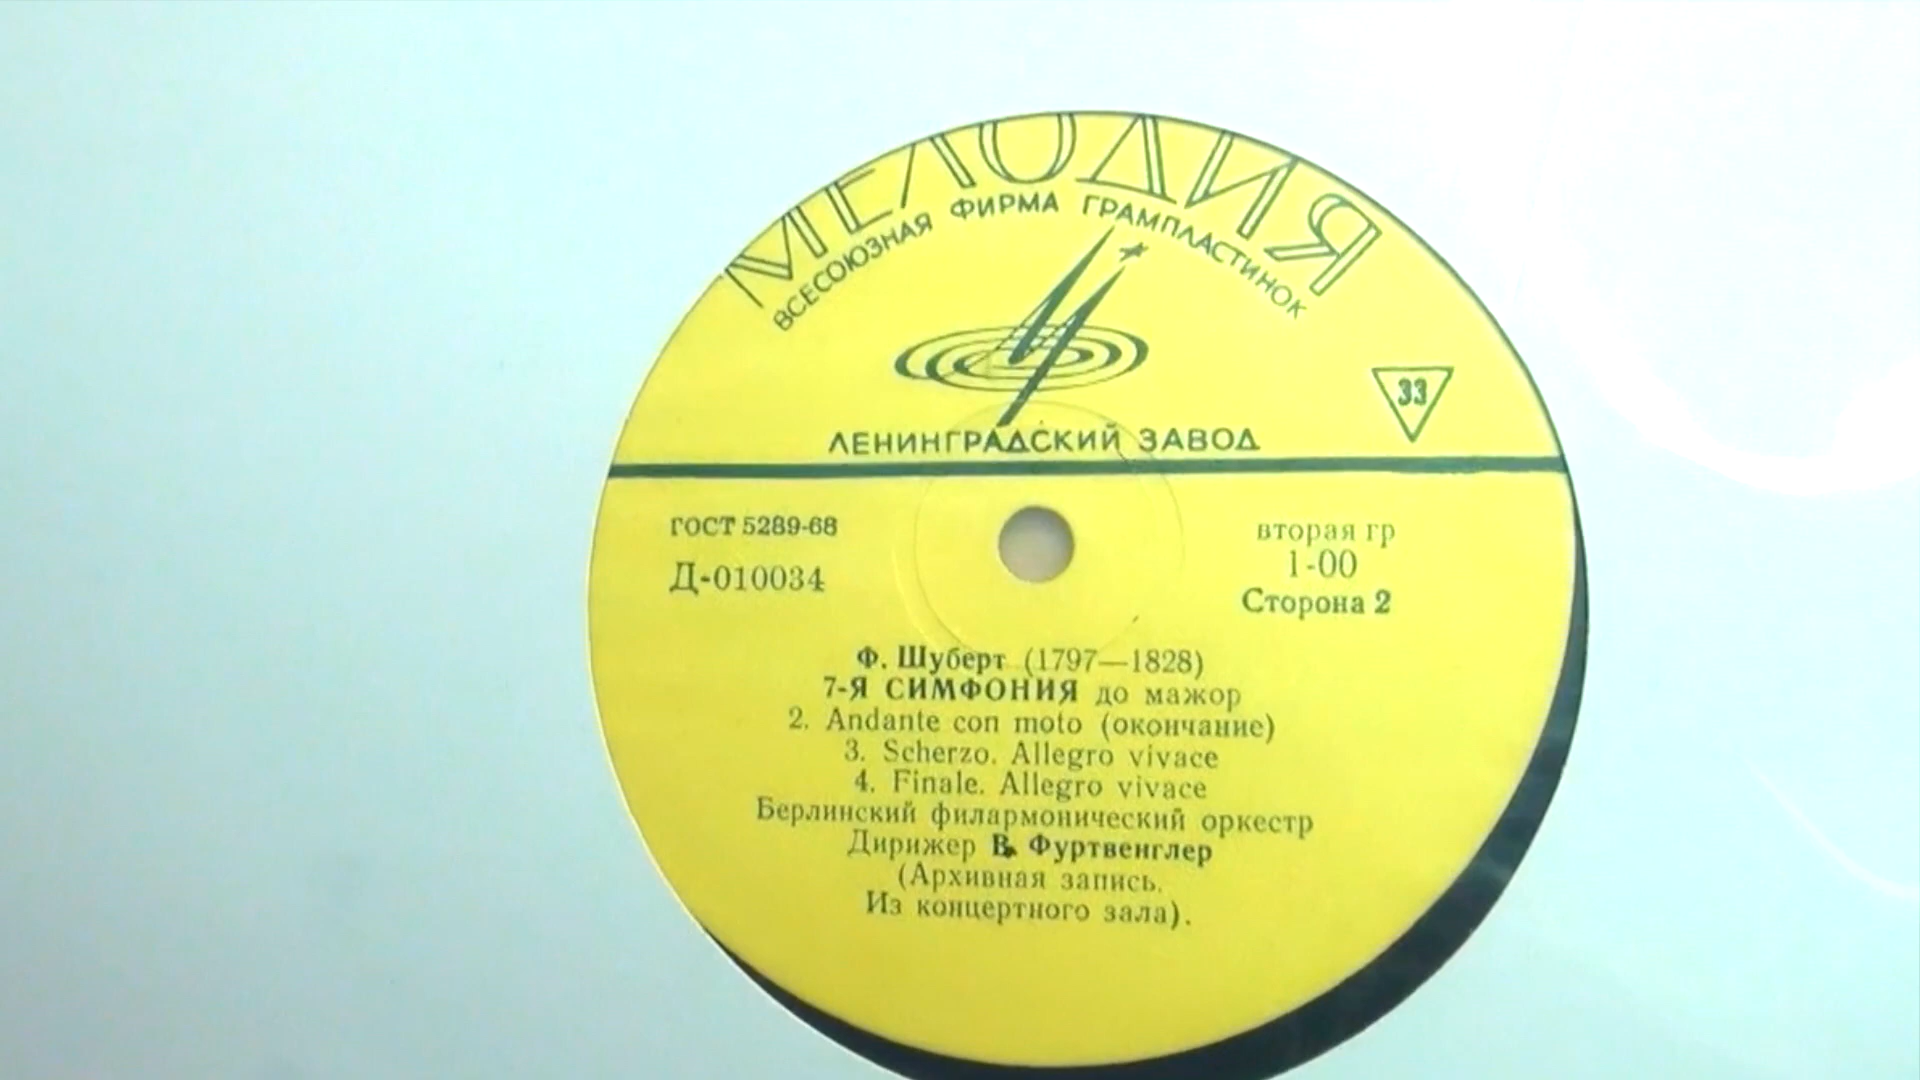 МЕЛОДИЯ
ВСЕСОЮЗНАЯ ФИРМА ГРАМПЛАСТИНОК
33
ЛЕНИНГРАДСКИЙ ЗАВОД
ГОСТ 5289-68
Д-010034
вторая гр
1-00
Сторона 2
Ф. Шуберт (1797—1828)
7-Я СИМФОНИЯ до мажор
2. Andante con moto (окончание)
3. Scherzo. Allegro vivace
4. Finale. Allegro vivace
Берлинский филармонический оркестр
Дирижер В. Фуртвенглер
(Архивная запись.
Из концертного зала).